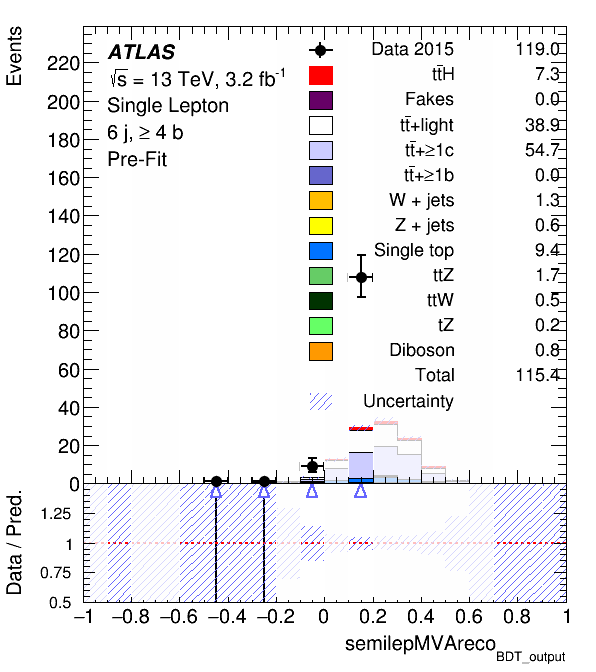 Events
ATLAS
√s = 13 TeV, 3.2 fb⁻¹
Single Lepton
6 j, ≥ 4 b
Pre-Fit
Data 2015 119.0
tt̄H 7.3
Fakes 0.0
tt̄+light 38.9
tt̄+≥1c 54.7
tt̄+≥1b 0.0
W + jets 1.3
Z + jets 0.6
Single top 9.4
ttZ 1.7
ttW 0.5
tZ 0.2
Diboson 0.8
Total 115.4
Uncertainty
220
200
180
160
140
120
100
80
60
40
20
0
Data / Pred.
1.25
1
0.75
0.5
−1 −0.8 −0.6 −0.4 −0.2 0 0.2 0.4 0.6 0.8 1
semilepMVAreco_BDT_output